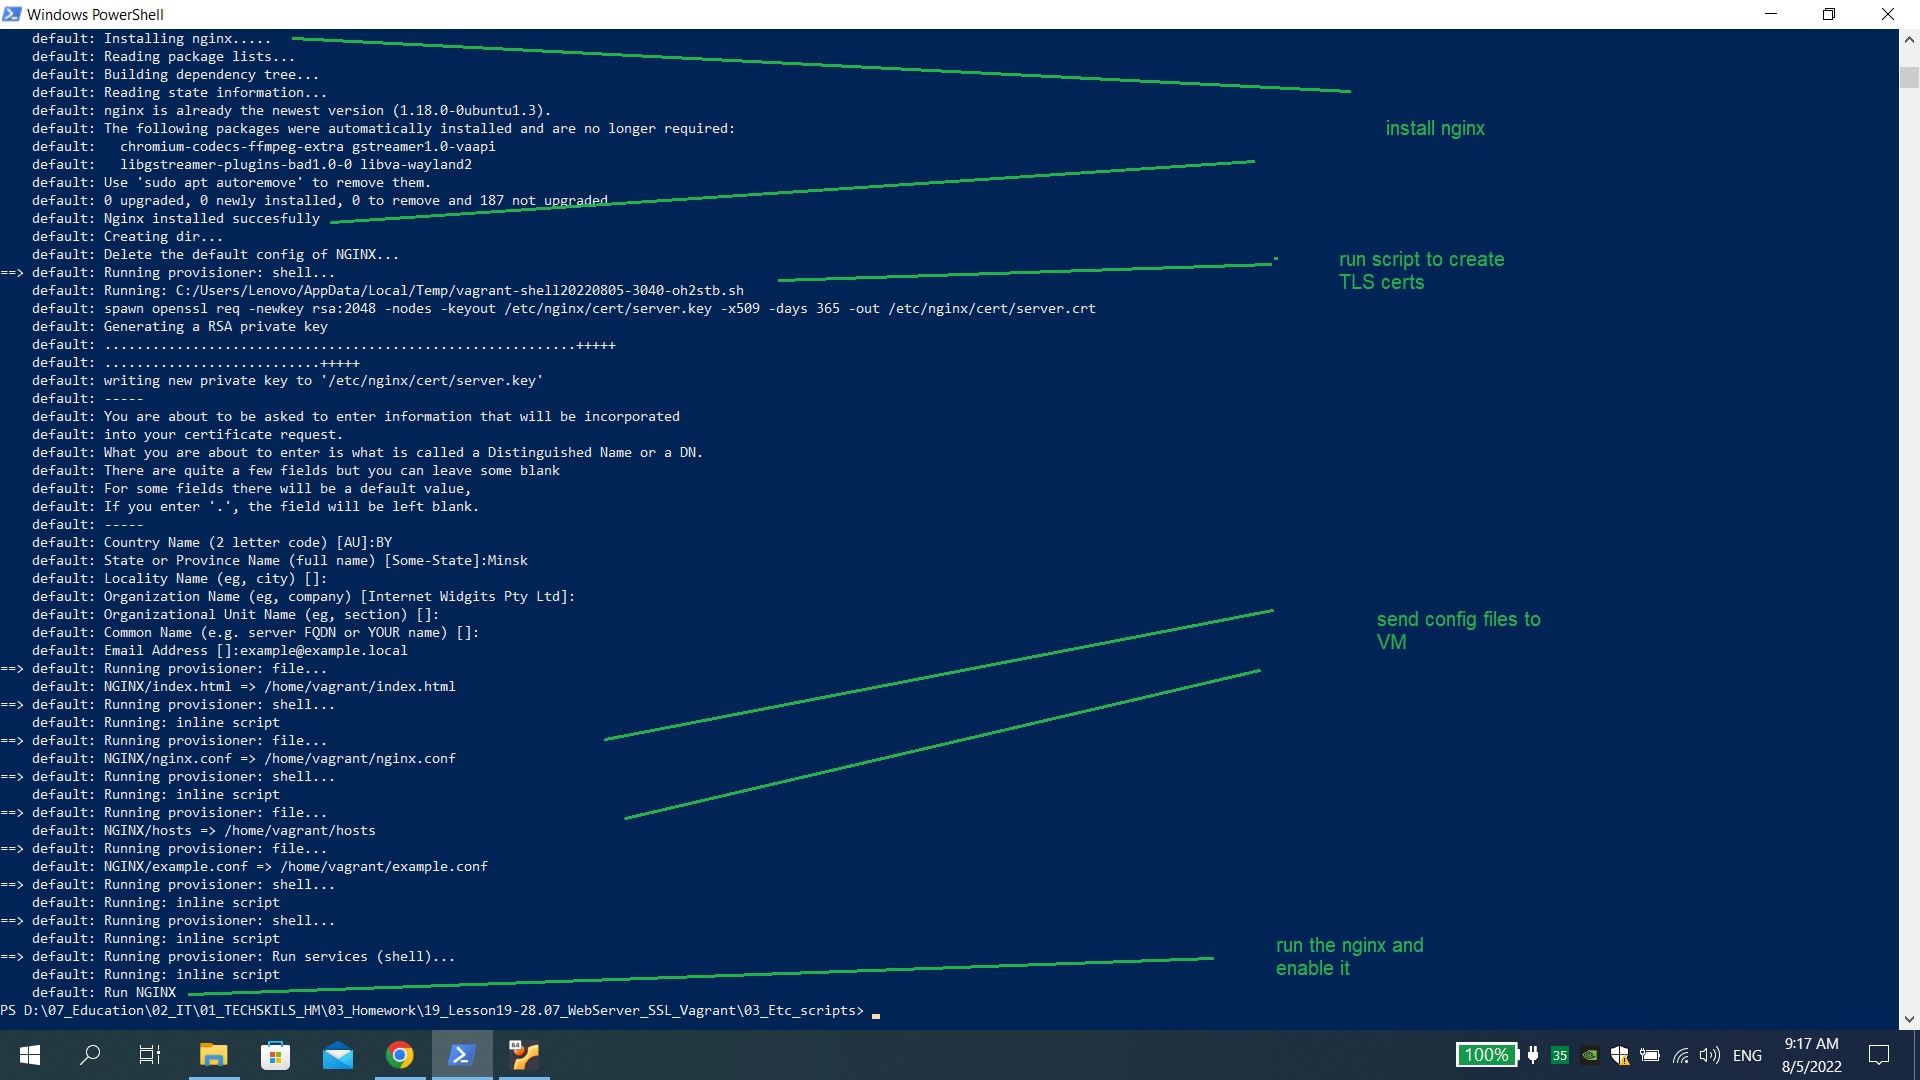 Windows PowerShell
default: Installing nginx.....
default: Reading package lists...
default: Building dependency tree...
default: Reading state information...
default: nginx is already the newest version (1.18.0-0ubuntu1.3).
default: The following packages were automatically installed and are no longer required:
default:   chromium-codecs-ffmpeg-extra gstreamer1.0-vaapi
default:   libgstreamer-plugins-bad1.0-0 libva-wayland2
default: Use 'sudo apt autoremove' to remove them.
default: 0 upgraded, 0 newly installed, 0 to remove and 187 not upgraded
default: Nginx installed succesfully
default: Creating dir...
default: Delete the default config of NGINX...
==> default: Running provisioner: shell...
default: Running: C:/Users/Lenovo/AppData/Local/Temp/vagrant-shell20220805-3040-oh2stb.sh
default: spawn openssl req -newkey rsa:2048 -nodes -keyout /etc/nginx/cert/server.key -x509 -days 365 -out /etc/nginx/cert/server.crt
default: Generating a RSA private key
default: ...........................................................+++++
default: ...........................+++++
default: writing new private key to '/etc/nginx/cert/server.key'
default: -----
default: You are about to be asked to enter information that will be incorporated
default: into your certificate request.
default: What you are about to enter is what is called a Distinguished Name or a DN.
default: There are quite a few fields but you can leave some blank
default: For some fields there will be a default value,
default: If you enter '.', the field will be left blank.
default: -----
default: Country Name (2 letter code) [AU]:BY
default: State or Province Name (full name) [Some-State]:Minsk
default: Locality Name (eg, city) []:
default: Organization Name (eg, company) [Internet Widgits Pty Ltd]:
default: Organizational Unit Name (eg, section) []:
default: Common Name (e.g. server FQDN or YOUR name) []:
default: Email Address []:example@example.local
==> default: Running provisioner: file...
default: NGINX/index.html => /home/vagrant/index.html
==> default: Running provisioner: shell...
default: Running: inline script
==> default: Running provisioner: file...
default: NGINX/nginx.conf => /home/vagrant/nginx.conf
==> default: Running provisioner: shell...
default: Running: inline script
==> default: Running provisioner: file...
default: NGINX/hosts => /home/vagrant/hosts
==> default: Running provisioner: file...
default: NGINX/example.conf => /home/vagrant/example.conf
==> default: Running provisioner: shell...
default: Running: inline script
==> default: Running provisioner: shell...
default: Running: inline script
==> default: Running provisioner: Run services (shell)...
default: Running: inline script
default: Run NGINX
PS D:\07_Education\02_IT\01_TECHSKILS_HM\03_Homework\19_Lesson19-28.07_WebServer_SSL_Vagrant\03_Etc_scripts>
install nginx
run script to create
TLS certs
send config files to
VM
run the nginx and
enable it
64
100%
35
ENG
9:17 AM
8/5/2022